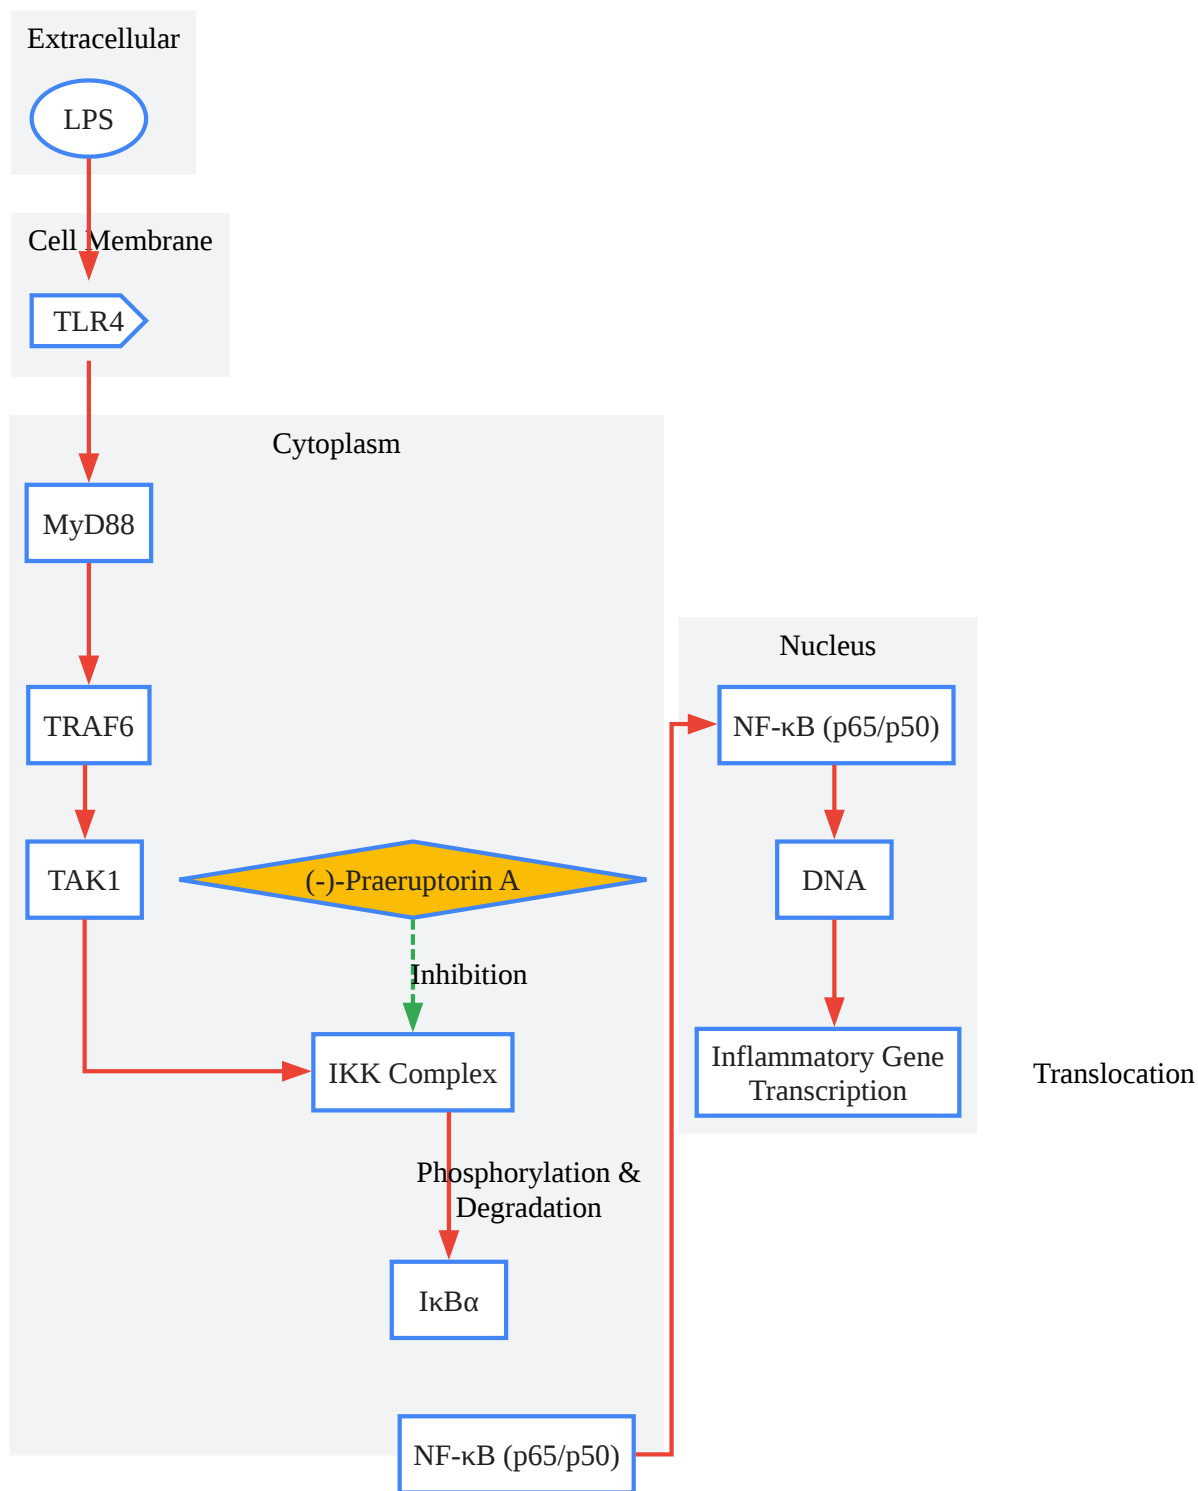 Extracellular
LPS
Cell Membrane
TLR4
Cytoplasm
MyD88
Nucleus
TRAF6
NF-κB (p65/p50)
TAK1
(-)-Praeruptorin A
DNA
Inhibition
IKK Complex
Inflammatory Gene
Transcription
Translocation
Phosphorylation &
Degradation
IκBα
NF-κB (p65/p50)